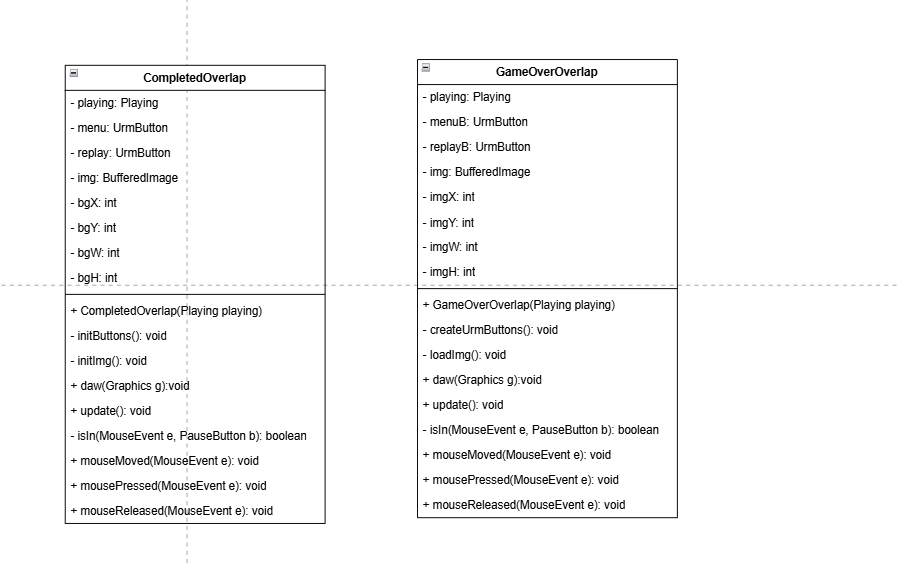 CompletedOverlap
- playing: Playing
- menu: UrmButton
- replay: UrmButton
- img: BufferedImage
- bgX: int
- bgY: int
- bgW: int
- bgH: int
+ CompletedOverlap(Playing playing)
- initButtons(): void
- initImg(): void
+ daw(Graphics g):void
+ update(): void
- isIn(MouseEvent e, PauseButton b): boolean
+ mouseMoved(MouseEvent e): void
+ mousePressed(MouseEvent e): void
+ mouseReleased(MouseEvent e): void
GameOverOverlap
- playing: Playing
- menuB: UrmButton
- replayB: UrmButton
- img: BufferedImage
- imgX: int
- imgY: int
- imgW: int
- imgH: int
+ GameOverOverlap(Playing playing)
- createUrmButtons(): void
- loadImg(): void
+ daw(Graphics g):void
+ update(): void
- isIn(MouseEvent e, PauseButton b): boolean
+ mouseMoved(MouseEvent e): void
+ mousePressed(MouseEvent e): void
+ mouseReleased(MouseEvent e): void